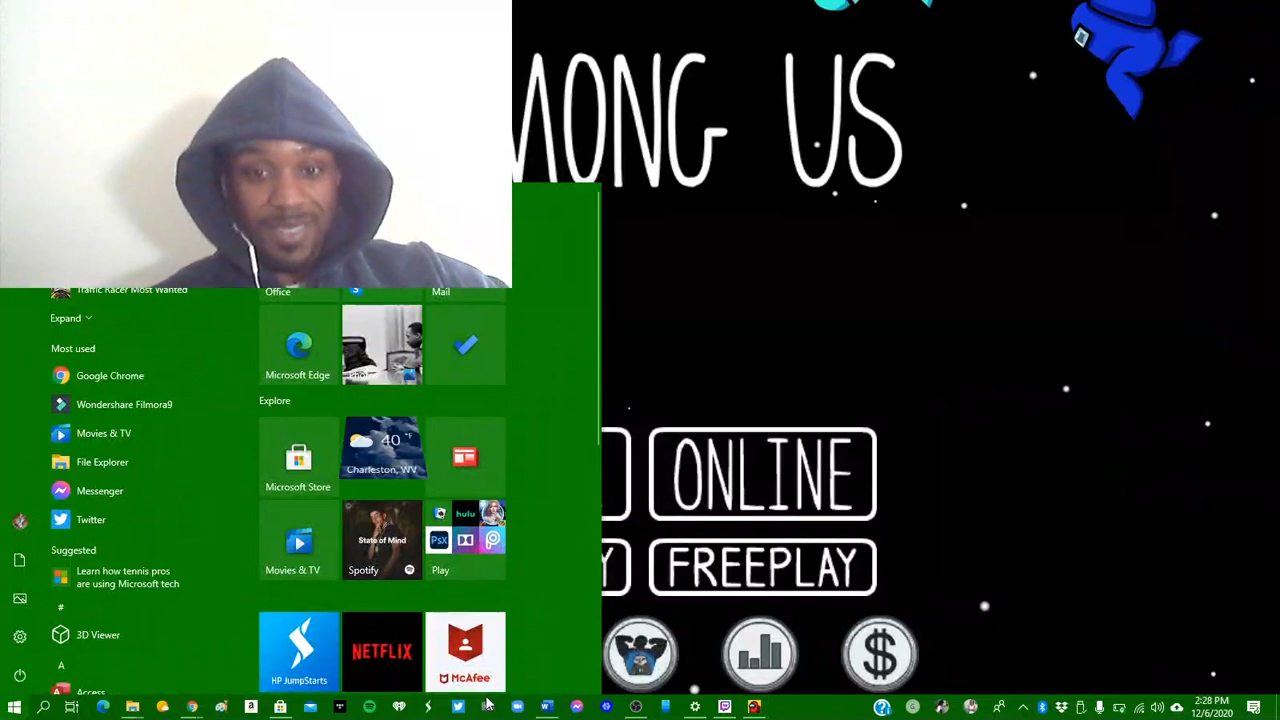 MONG US
Traffic Racer Most Wanted
Office
Mail
Expand
Most used
Microsoft Edge
Google Chrome
Explore
Wondershare Filmora9
Movies & TV
40 °F
File Explorer
Charleston, WV
Microsoft Store
Messenger
ONLINE
Twitter
hulu
PsX
State of Mind
Suggested
Movies & TV
Spotify
Play
Learn how tennis pros
are using Microsoft tech
Y
FREEPLAY
#
3D Viewer
NETFLIX
A
HP JumpStarts
McAfee
Access
$
2:28 PM
12/6/2020